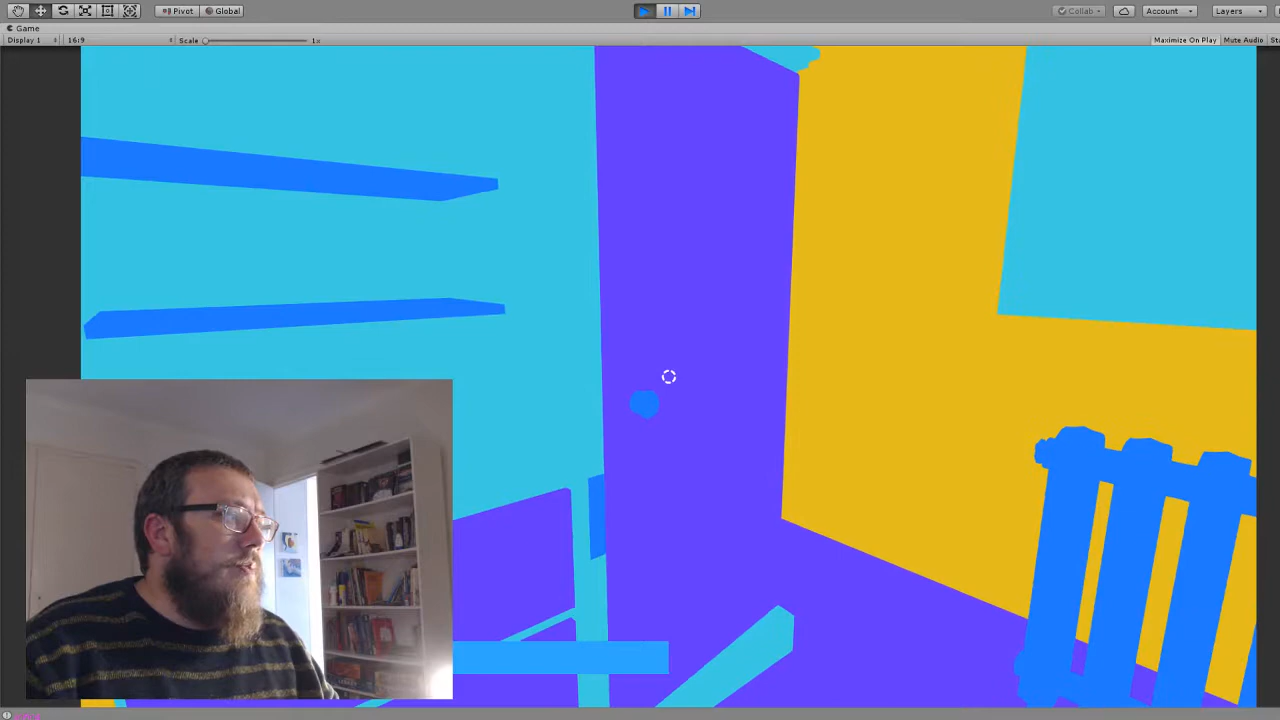 Pivot Global Collab Account Layers
Game
Display 1 16:9 Scale 1x Maximize On Play Mute Audio